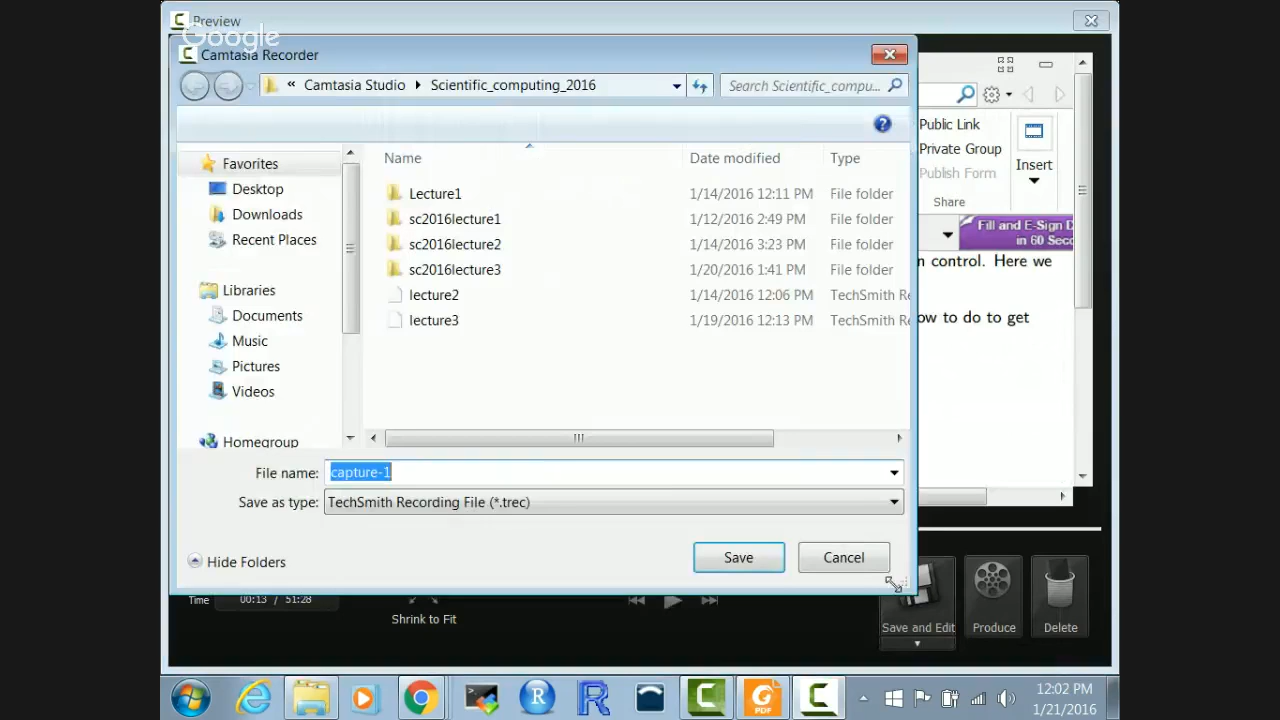 Preview
Google
Camtasia Recorder
« Camtasia Studio Scientific_computing_2016
Search Scientific_compu...
Public Link
Private Group
Publish Form
Share
Insert
Fill and E-Sign D
in 60 Sec
n control. Here we
ow to do to get
Favorites
Desktop
Downloads
Recent Places
Libraries
Documents
Music
Pictures
Videos
Homegroup
Name Date modified Type
Lecture1 1/14/2016 12:11 PM File folder
sc2016lecture1 1/12/2016 2:49 PM File folder
sc2016lecture2 1/14/2016 3:23 PM File folder
sc2016lecture3 1/20/2016 1:41 PM File folder
lecture2 1/14/2016 12:06 PM TechSmith Re
lecture3 1/19/2016 12:13 PM TechSmith Re
File name: capture-1
Save as type: TechSmith Recording File (*.trec)
Hide Folders
Save Cancel
Time 00:13 / 51:28
Shrink to Fit
Save and Edit
Produce
Delete
PDF
12:02 PM
1/21/2016